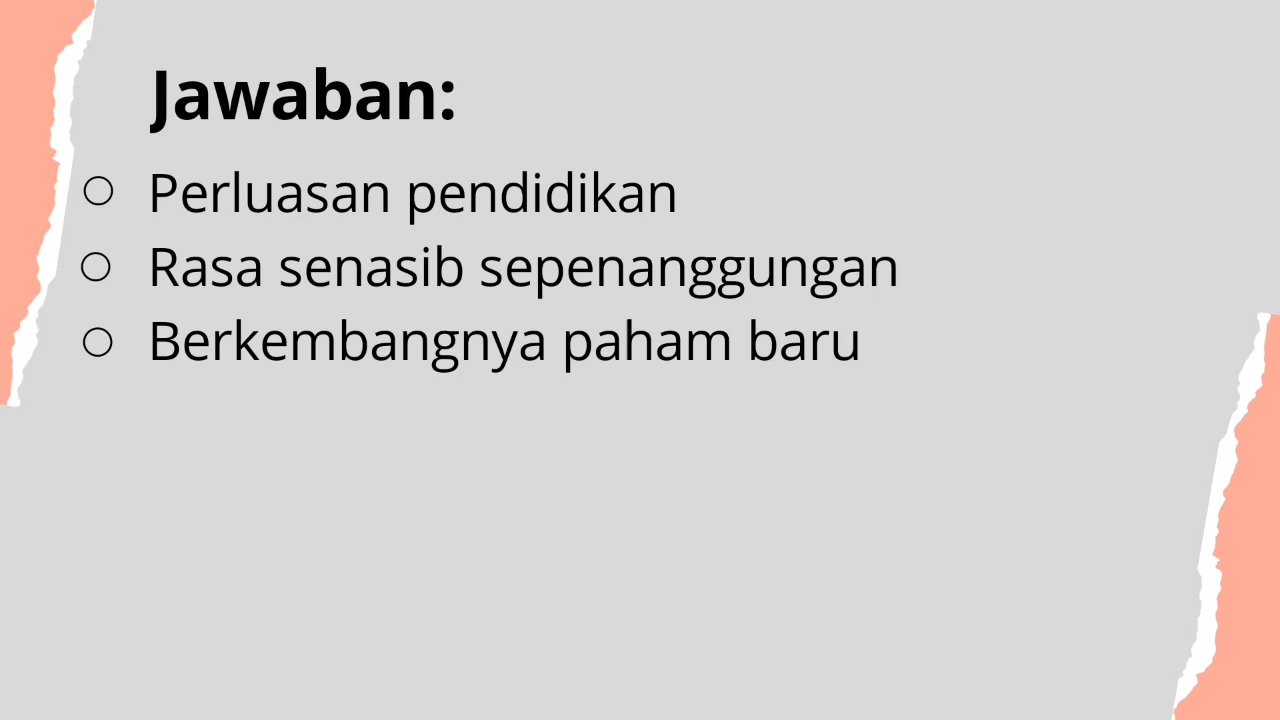 Jawaban:
○ Perluasan pendidikan
○ Rasa senasib sepenanggungan
○ Berkembangnya paham baru